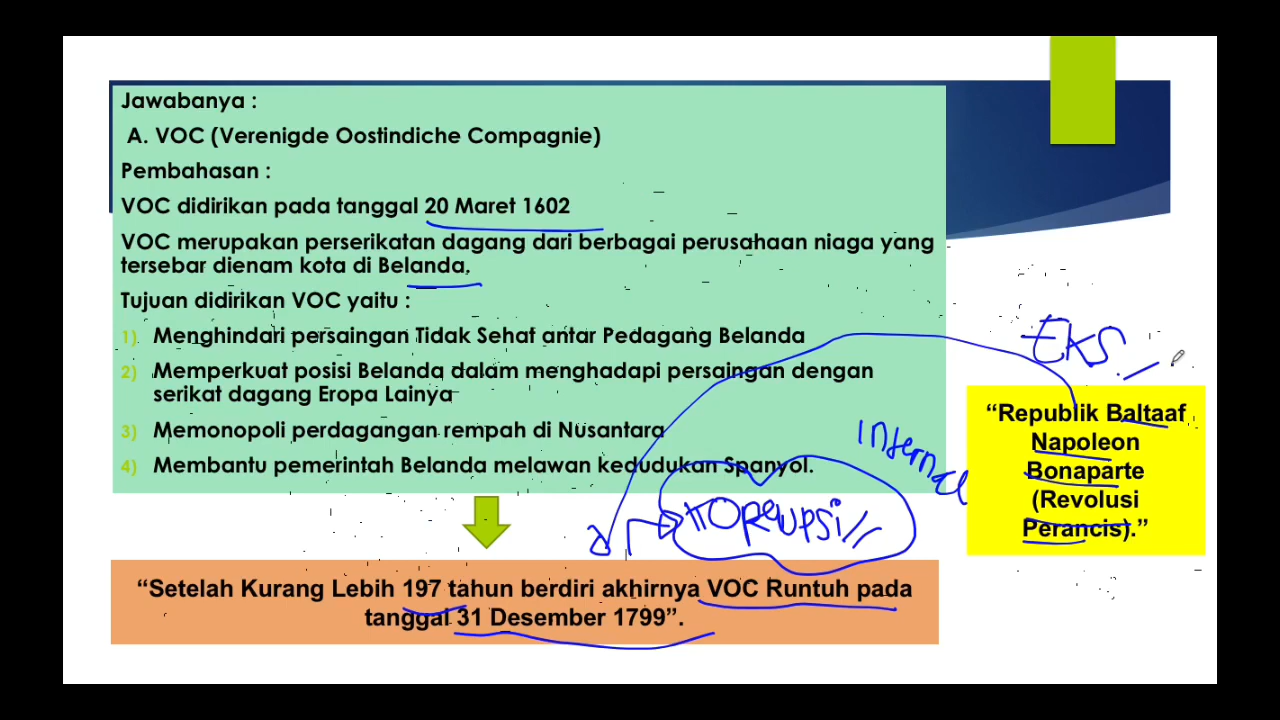 Jawabanya :
A. VOC (Verenigde Oostindiche Compagnie)
Pembahasan :
VOC didirikan pada tanggal 20 Maret 1602
VOC merupakan perserikatan dagang dari berbagai perusahaan niaga yang
tersebar dienam kota di Belanda.
Tujuan didirikan VOC yaitu :
1) Menghindari persaingan Tidak Sehat antar Pedagang Belanda
2) Memperkuat posisi Belanda dalam menghadapi persaingan dengan
serikat dagang Eropa Lainya
3) Memonopoli perdagangan rempah di Nusantara
4) Membantu pemerintah Belanda melawan kedudukan Spanyol.
EKS.
"Republik Baltaaf
Napoleon
Bonaparte
(Revolusi
Perancis)."
Internal
Korupsi
"Setelah Kurang Lebih 197 tahun berdiri akhirnya VOC Runtuh pada
tanggal 31 Desember 1799".